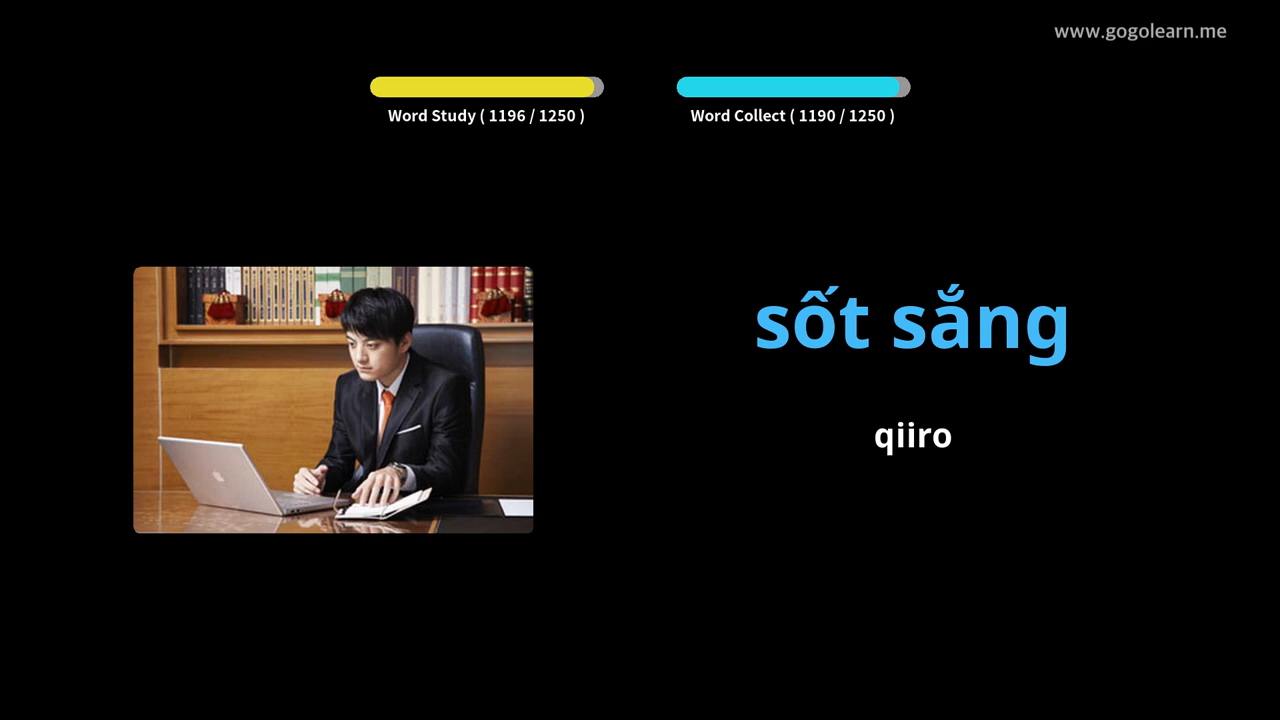 www.gogolearn.me
Word Study ( 1196 / 1250 )
Word Collect ( 1190 / 1250 )
sốt sắng
qiiro